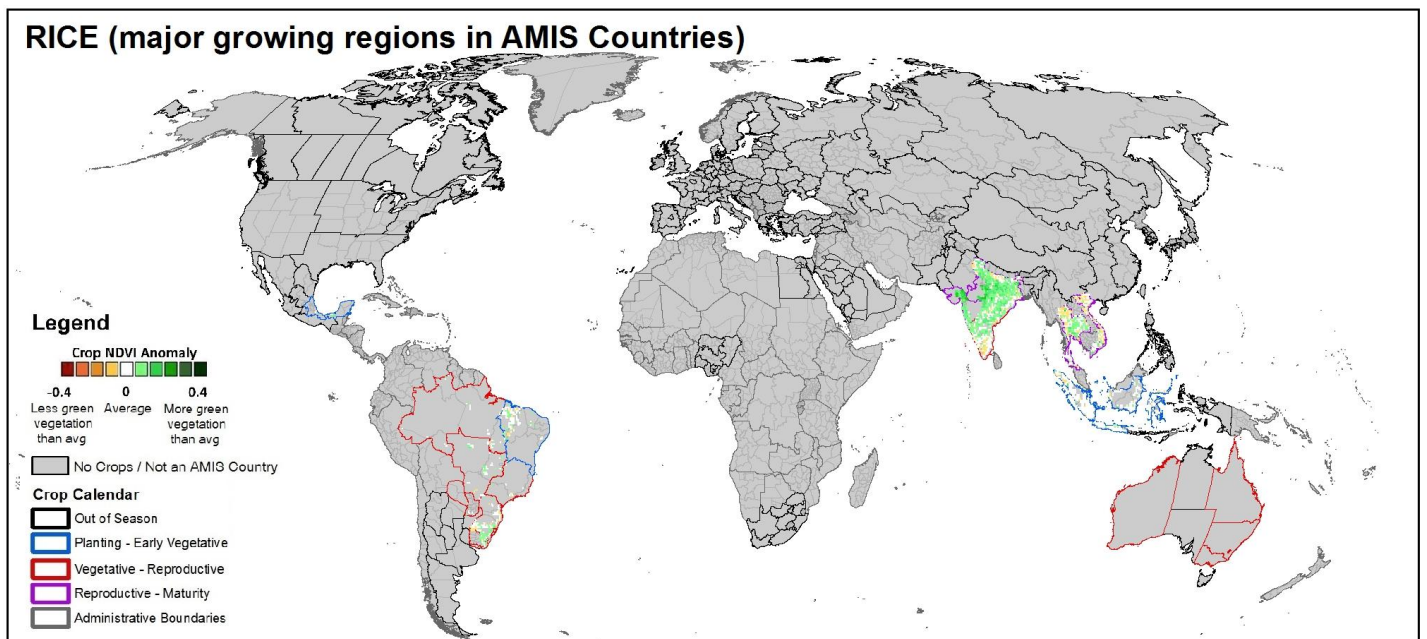 RICE (major growing regions in AMIS Countries)
Legend
Crop NDVI Anomaly
-0.4 0 0.4
Less green Average More green
vegetation vegetation
than avg than avg
No Crops / Not an AMIS Country
Crop Calendar
Out of Season
Planting - Early Vegetative
Vegetative - Reproductive
Reproductive - Maturity
Administrative Boundaries